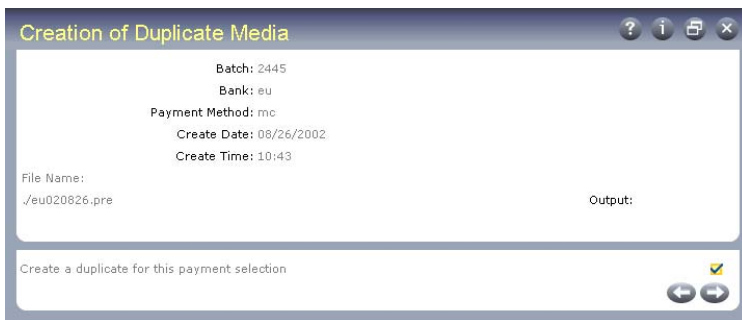 Creation of Duplicate Media
Batch: 2445
Bank: eu
Payment Method: mc
Create Date: 08/26/2002
Create Time: 10:43
File Name:
./eu020826.pre Output:
Create a duplicate for this payment selection